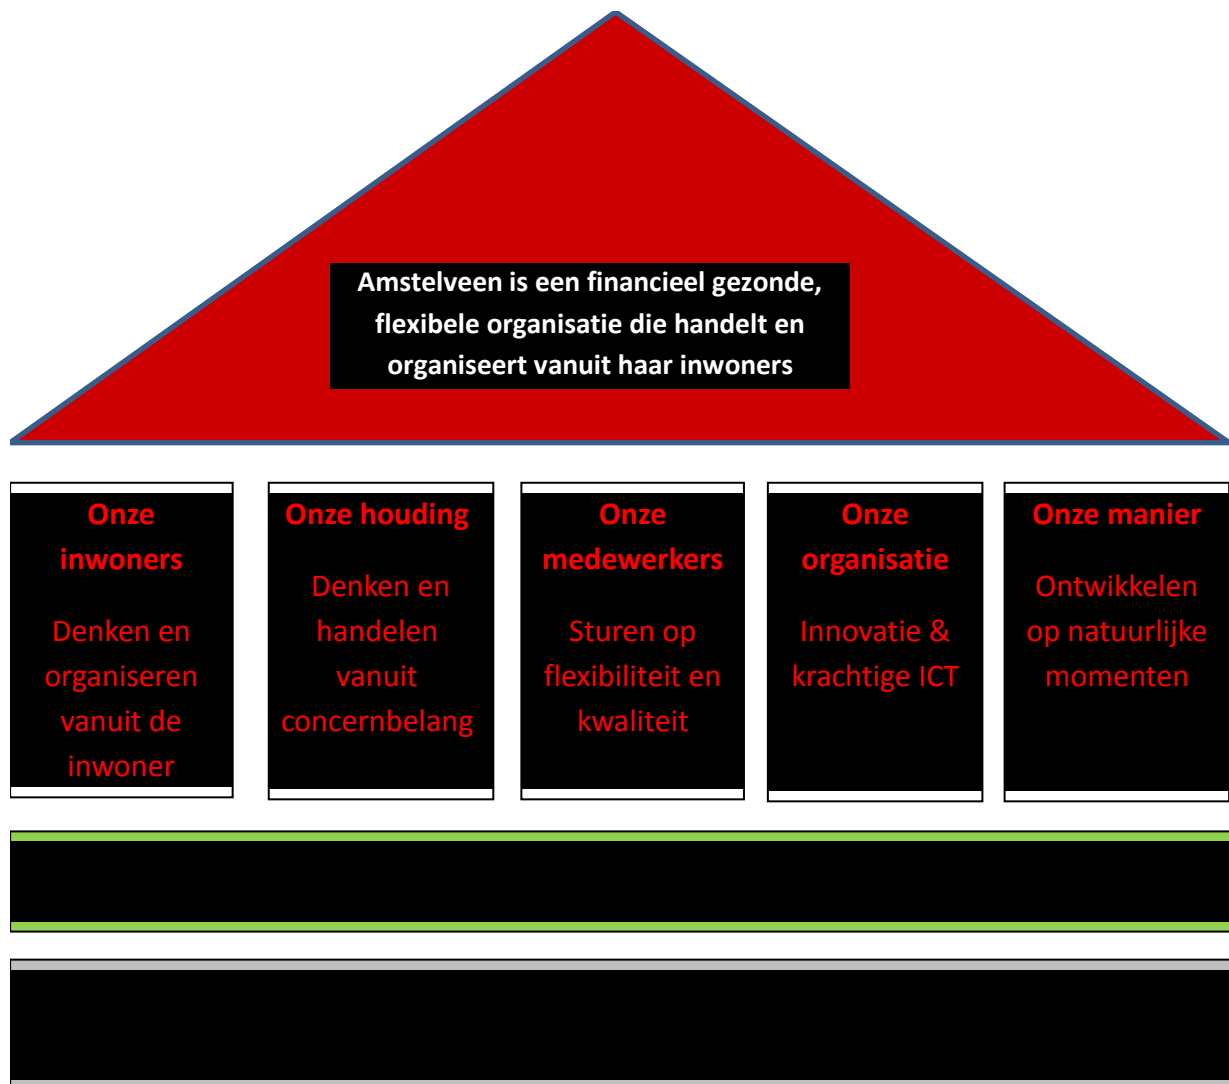 Amstelveen is een financieel gezonde,
flexibele organisatie die handelt en
organiseert vanuit haar inwoners
Onze
inwoners
Denken en
organiseren
vanuit de
inwoner
Onze houding
Denken en
handelen
vanuit
concernbelang
Onze
medewerkers
Sturen op
flexibiliteit en
kwaliteit
Onze
organisatie
Innovatie &
krachtige ICT
Onze manier
Ontwikkelen
op natuurlijke
momenten